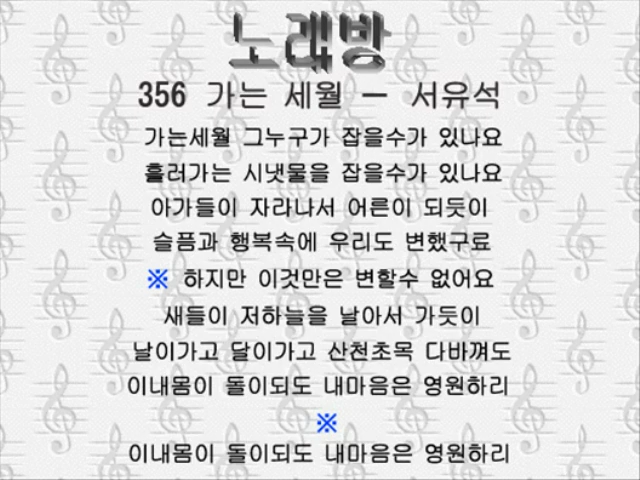 노래방
356 가는 세월 - 서유석
가는세월 그누구가 잡을수가 있나요
흘러가는 시냇물을 잡을수가 있나요
아가들이 자라나서 어른이 되듯이
슬픔과 행복속에 우리도 변했구료
※ 하지만 이것만은 변할수 없어요
새들이 저하늘을 날아서 가듯이
날이가고 달이가고 산천초목 다바껴도
이내몸이 돌이되도 내마음은 영원하리
※
이내몸이 돌이되도 내마음은 영원하리